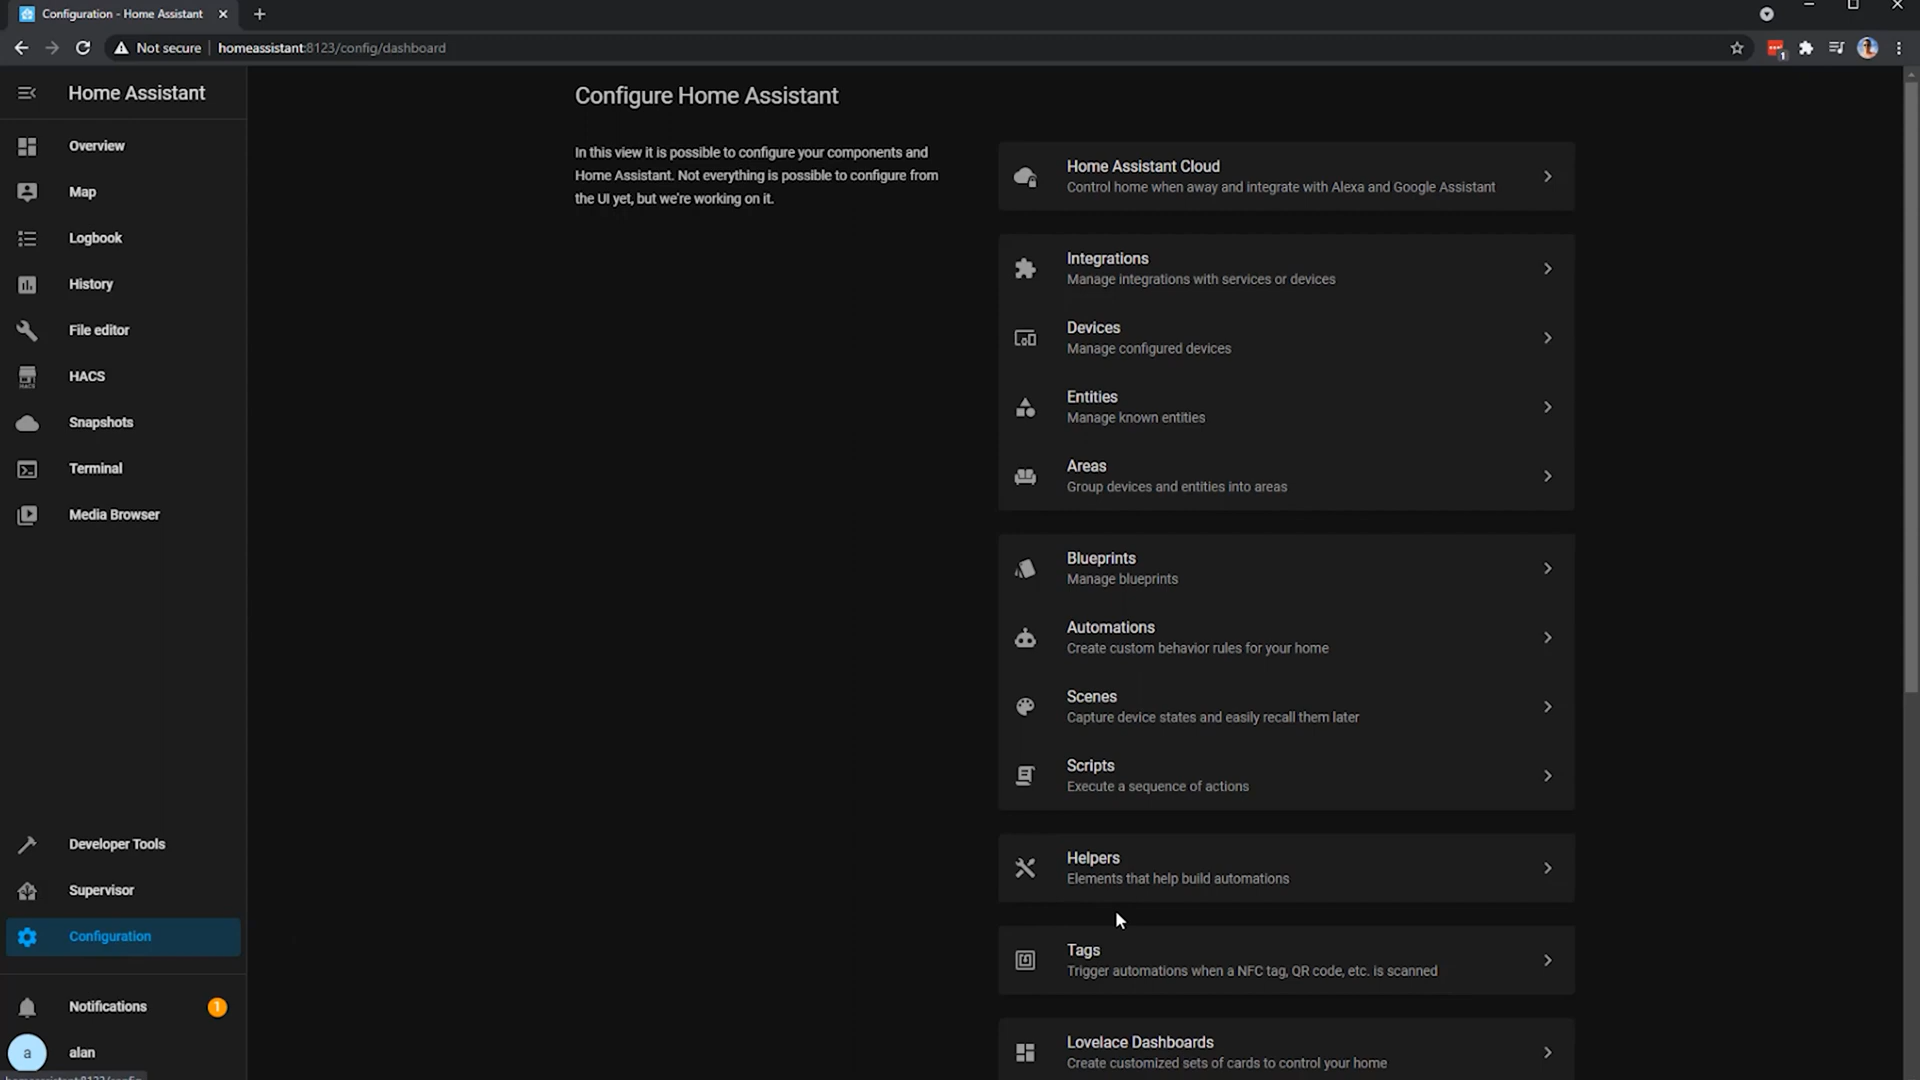 Configuration - Home Assistant
Not secure
homeassistant:8123/config/dashboard
1
Home Assistant
Overview
Map
Logbook
History
File editor
HACS
HACS
Snapshots
Terminal
Media Browser
Developer Tools
Supervisor
Configuration
Notifications
1
a
alan
Configure Home Assistant
In this view it is possible to configure your components and
Home Assistant. Not everything is possible to configure from
the UI yet, but we're working on it.
Home Assistant Cloud
Control home when away and integrate with Alexa and Google Assistant
Integrations
Manage integrations with services or devices
Devices
Manage configured devices
Entities
Manage known entities
Areas
Group devices and entities into areas
Blueprints
Manage blueprints
Automations
Create custom behavior rules for your home
Scenes
Capture device states and easily recall them later
Scripts
Execute a sequence of actions
Helpers
Elements that help build automations
Tags
Trigger automations when a NFC tag, QR code, etc. is scanned
Lovelace Dashboards
Create customized sets of cards to control your home